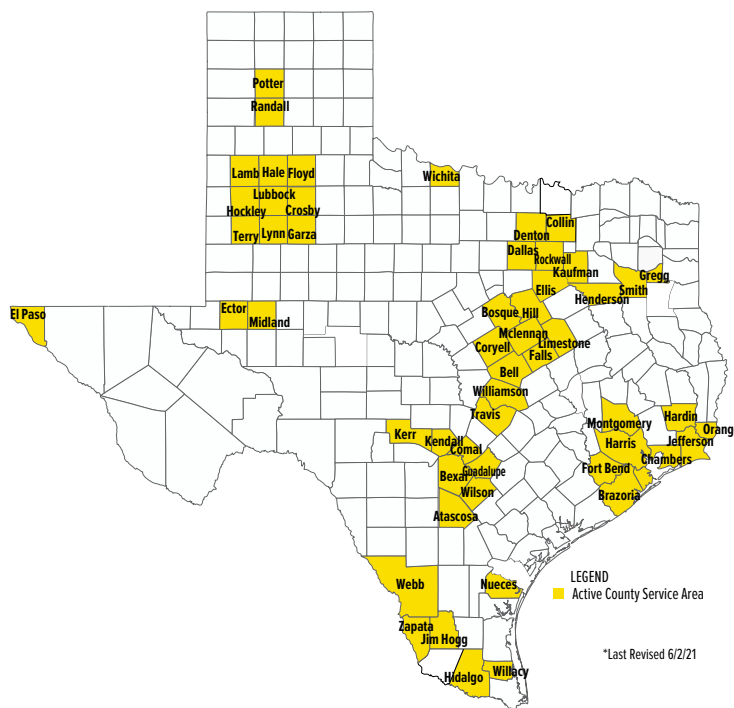 Potter
Randall
Lamb Hale Floyd
Wichita
Lubbock
Hockley Crosby
Terry Lynn Garza
Collin
Denton
Dallas
Rockwall
Kaufman
Gregg
Ellis
Smith
Henderson
El Paso
Ector
Midland
Bosque Hill
Mclennan
Limestone
Coryell
Falls
Bell
Williamson
Travis
Hardin
Montgomery
Orang
Kerr
Kendall
Harris
Jefferson
Comal
Chambers
Guadalupe
Fort Bend
Bexar
Wilson
Brazoria
Atascosa
LEGEND
Webb
Nueces
Active County Service Area
Zapata
Jim Hogg
*Last Revised 6/2/21
Willacy
Hidalgo